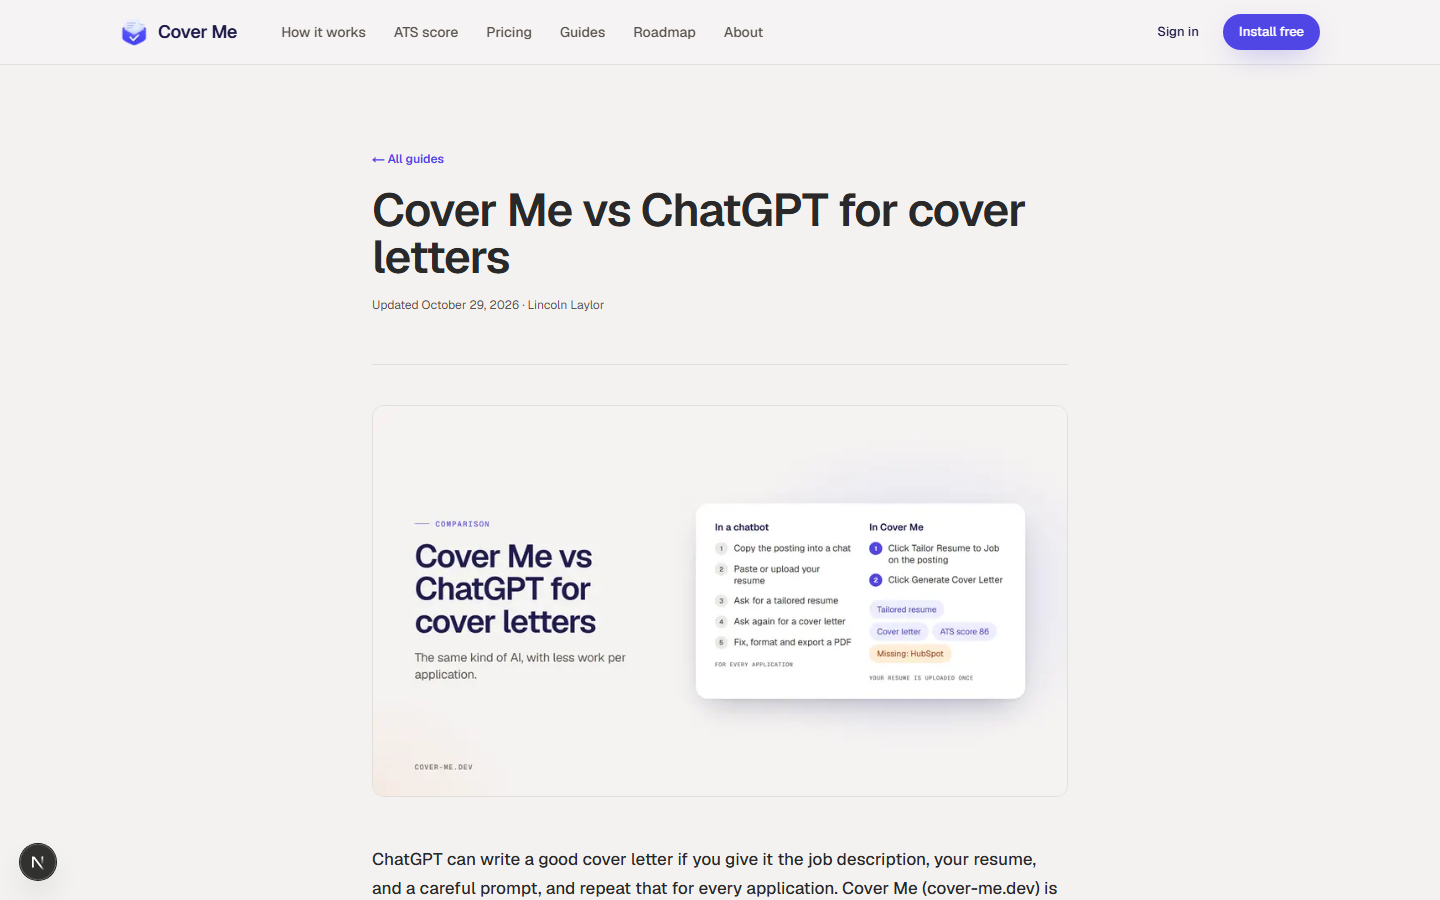 Cover Me
How it works
ATS score
Pricing
Guides
Roadmap
About
Sign in
Install free
← All guides
Cover Me vs ChatGPT for cover
letters
Updated October 29, 2026 · Lincoln Laylor
COMPARISON
Cover Me vs
ChatGPT for
cover letters
The same kind of AI, with less work per
application.
COVER-ME.DEV
In a chatbot
1 Copy the posting into a chat
2 Paste or upload your
resume
3 Ask for a tailored resume
4 Ask again for a cover letter
5 Fix, format and export a PDF
FOR EVERY APPLICATION
In Cover Me
1 Click Tailor Resume to Job
on the posting
2 Click Generate Cover Letter
Tailored resume
Cover letter
ATS score 86
Missing: HubSpot
YOUR RESUME IS UPLOADED ONCE
ChatGPT can write a good cover letter if you give it the job description, your resume,
and a careful prompt, and repeat that for every application. Cover Me (cover-me.dev) is
N